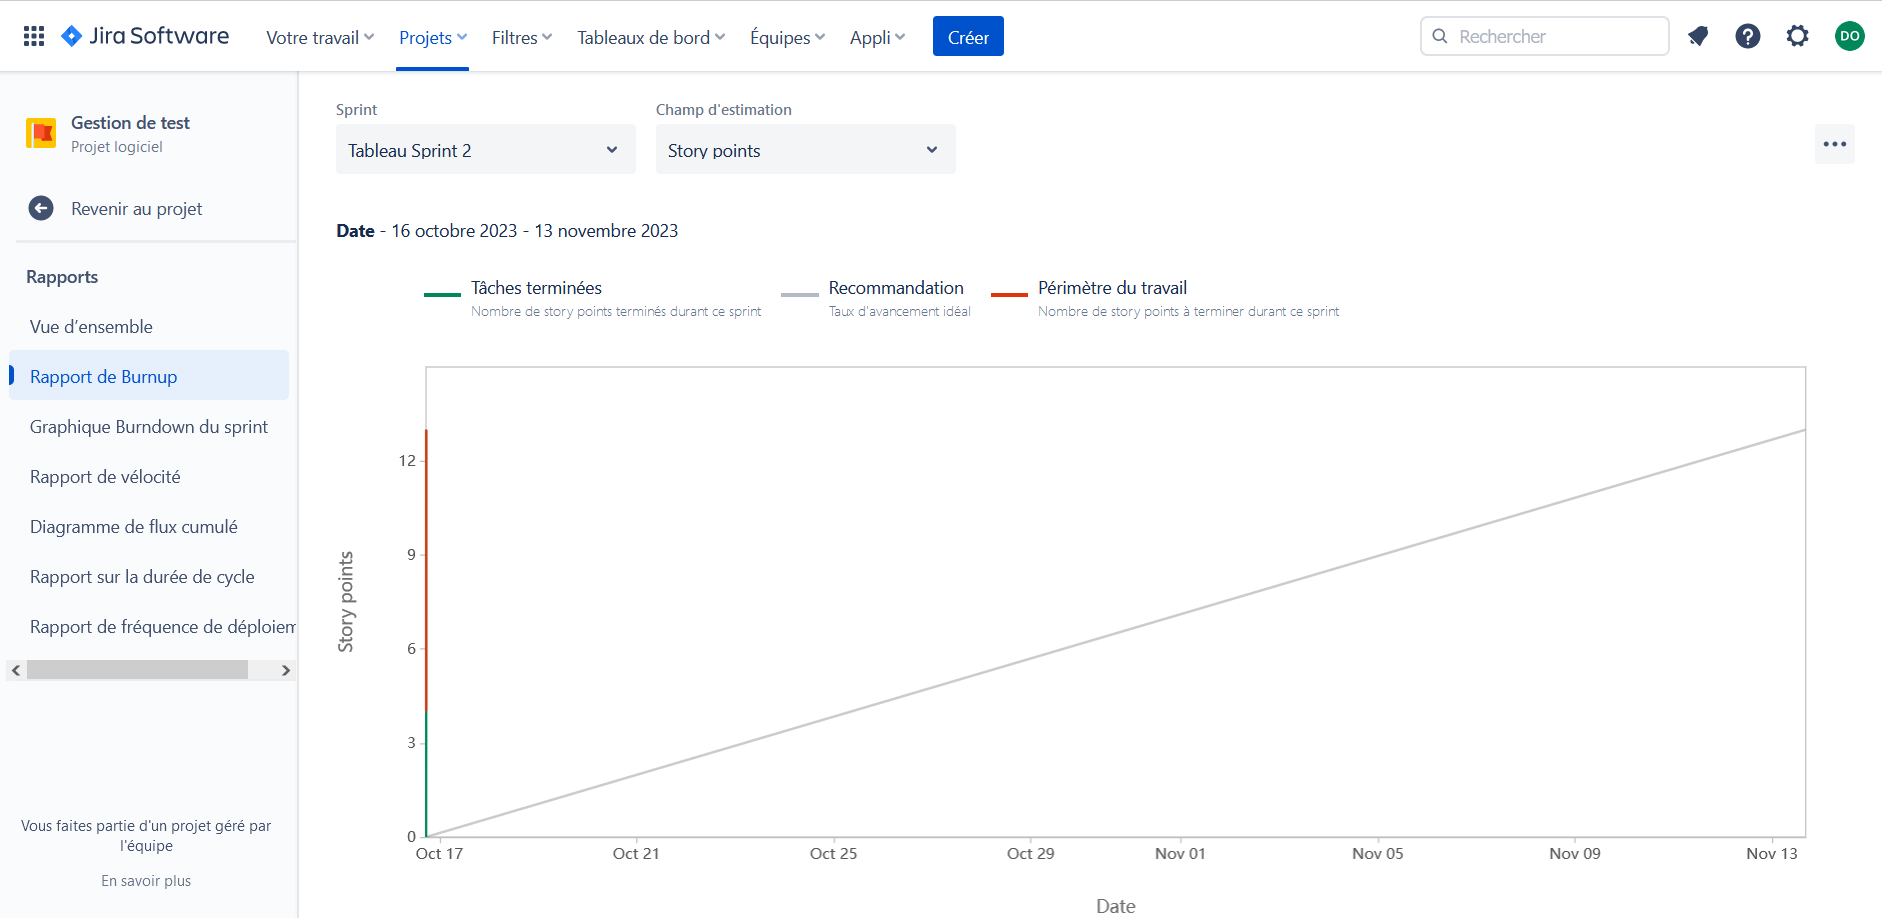 Jira Software
Votre travail
Projets
Filtres
Tableaux de bord
Équipes
Appli
Créer
Rechercher
DO
Gestion de test
Projet logiciel
Revenir au projet
Rapports
Vue d'ensemble
Rapport de Burnup
Graphique Burndown du sprint
Rapport de vélocité
Diagramme de flux cumulé
Rapport sur la durée de cycle
Rapport de fréquence de déploiem
Vous faites partie d'un projet géré par
l'équipe
En savoir plus
Sprint
Tableau Sprint 2
Champ d'estimation
Story points
Date - 16 octobre 2023 - 13 novembre 2023
Tâches terminées
Nombre de story points terminés durant ce sprint
Recommandation
Taux d'avancement idéal
Périmètre du travail
Nombre de story points à terminer durant ce sprint
Story points
12
9
6
3
0
Oct 17
Oct 21
Oct 25
Oct 29
Nov 01
Nov 05
Nov 09
Nov 13
Date